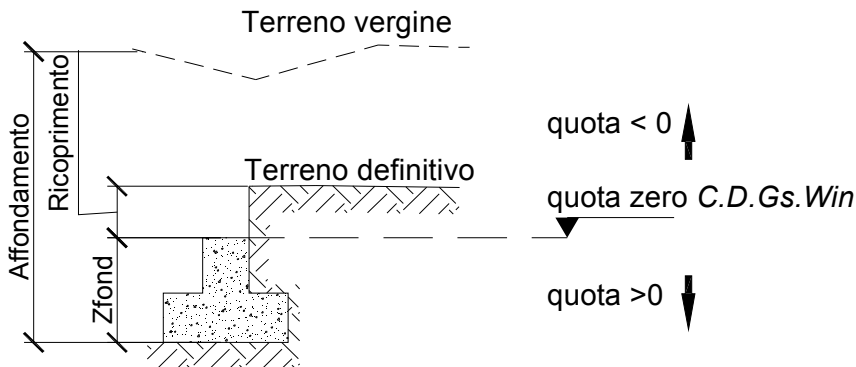 Terreno vergine
Affondamento
Ricoprimento
quota < 0
Terreno definitivo
quota zero C.D.Gs.Win
Zfond
quota >0